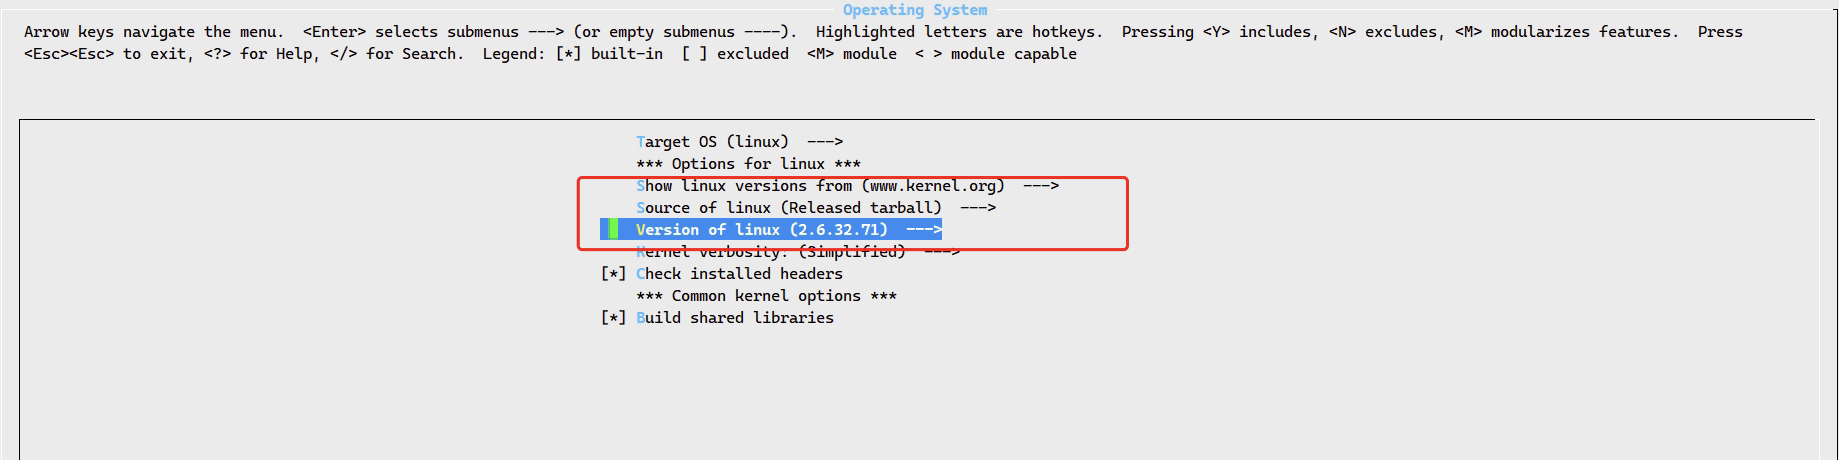 Operating System
Arrow keys navigate the menu.  <Enter> selects submenus ---> (or empty submenus ----).  Highlighted letters are hotkeys.  Pressing <Y> includes, <N> excludes, <M> modularizes features.  Press
<Esc><Esc> to exit, <?> for Help, </> for Search.  Legend: [*] built-in  [ ] excluded  <M> module  < > module capable
Target OS (linux)  --->
*** Options for linux ***
Show linux versions from (www.kernel.org)  --->
Source of linux (Released tarball)  --->
Version of linux (2.6.32.71)  --->
Kernel verbosity: (Simplified)  --->
[*] Check installed headers
*** Common kernel options ***
[*] Build shared libraries